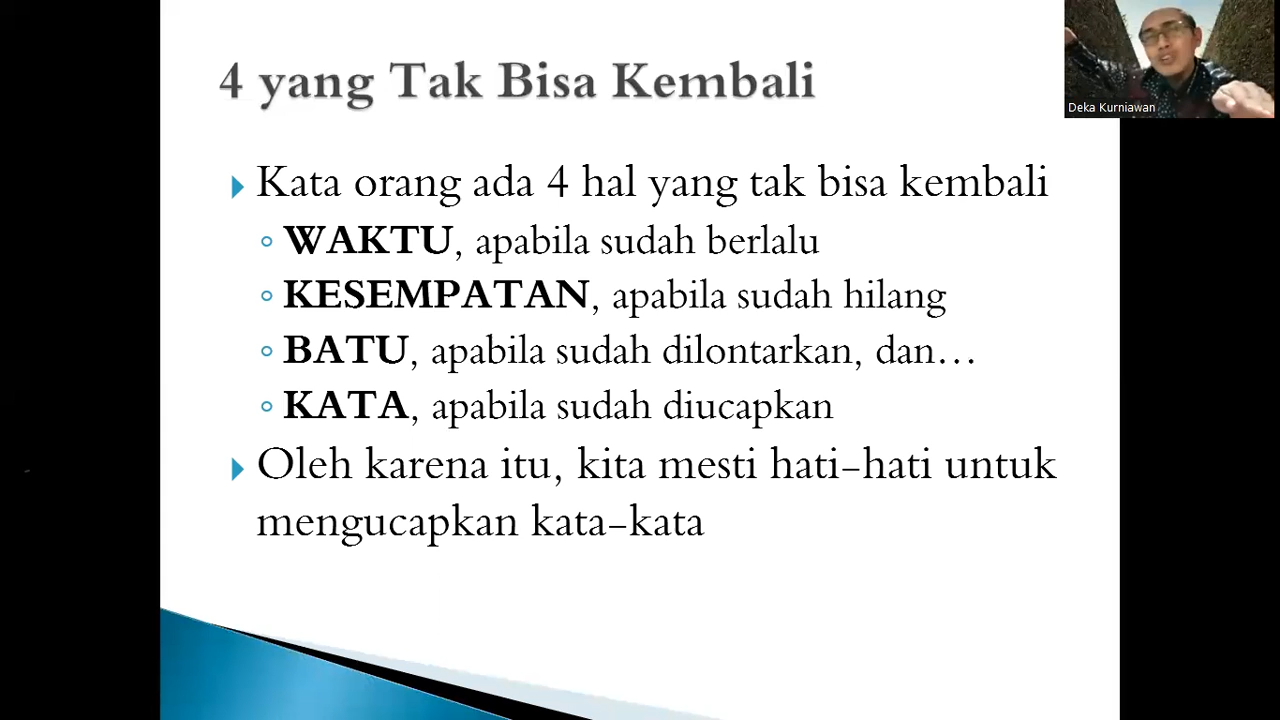 4 yang Tak Bisa Kembali
Deka Kurniawan
Kata orang ada 4 hal yang tak bisa kembali
WAKTU, apabila sudah berlalu
KESEMPATAN, apabila sudah hilang
BATU, apabila sudah dilontarkan, dan...
KATA, apabila sudah diucapkan
Oleh karena itu, kita mesti hati-hati untuk
mengucapkan kata-kata